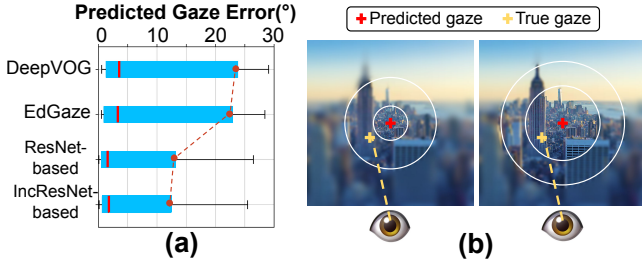 Predicted Gaze Error(°)
0 10 20 30
DeepVOG
EdGaze
ResNet-
based
IncResNet-
based
(a)
Predicted gaze True gaze
(b)